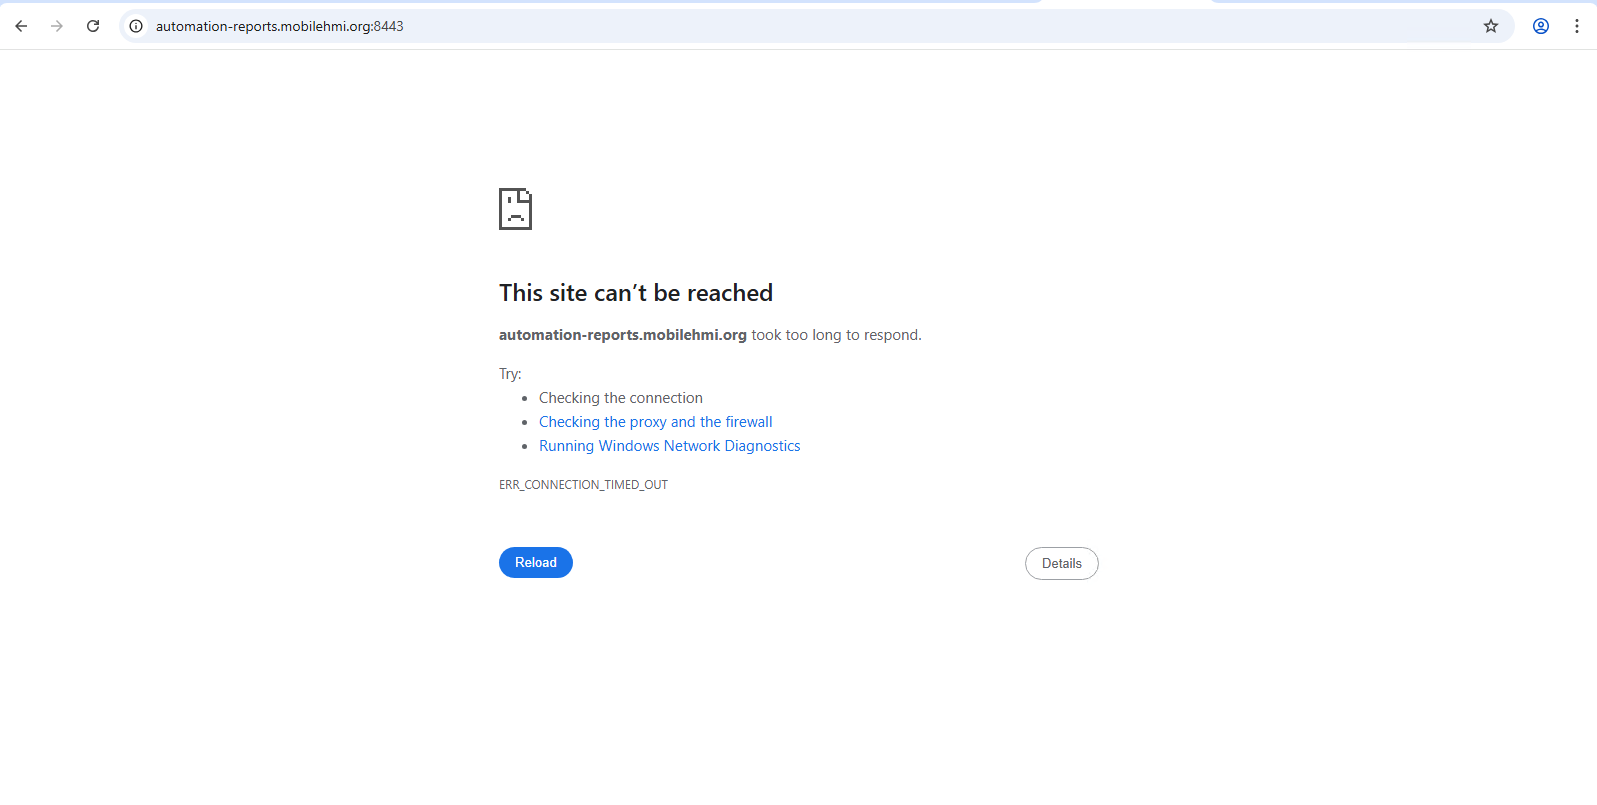 automation-reports.mobilehmi.org:8443
This site can’t be reached
automation-reports.mobilehmi.org took too long to respond.
Try:
• Checking the connection
• Checking the proxy and the firewall
• Running Windows Network Diagnostics
ERR_CONNECTION_TIMED_OUT
Reload
Details